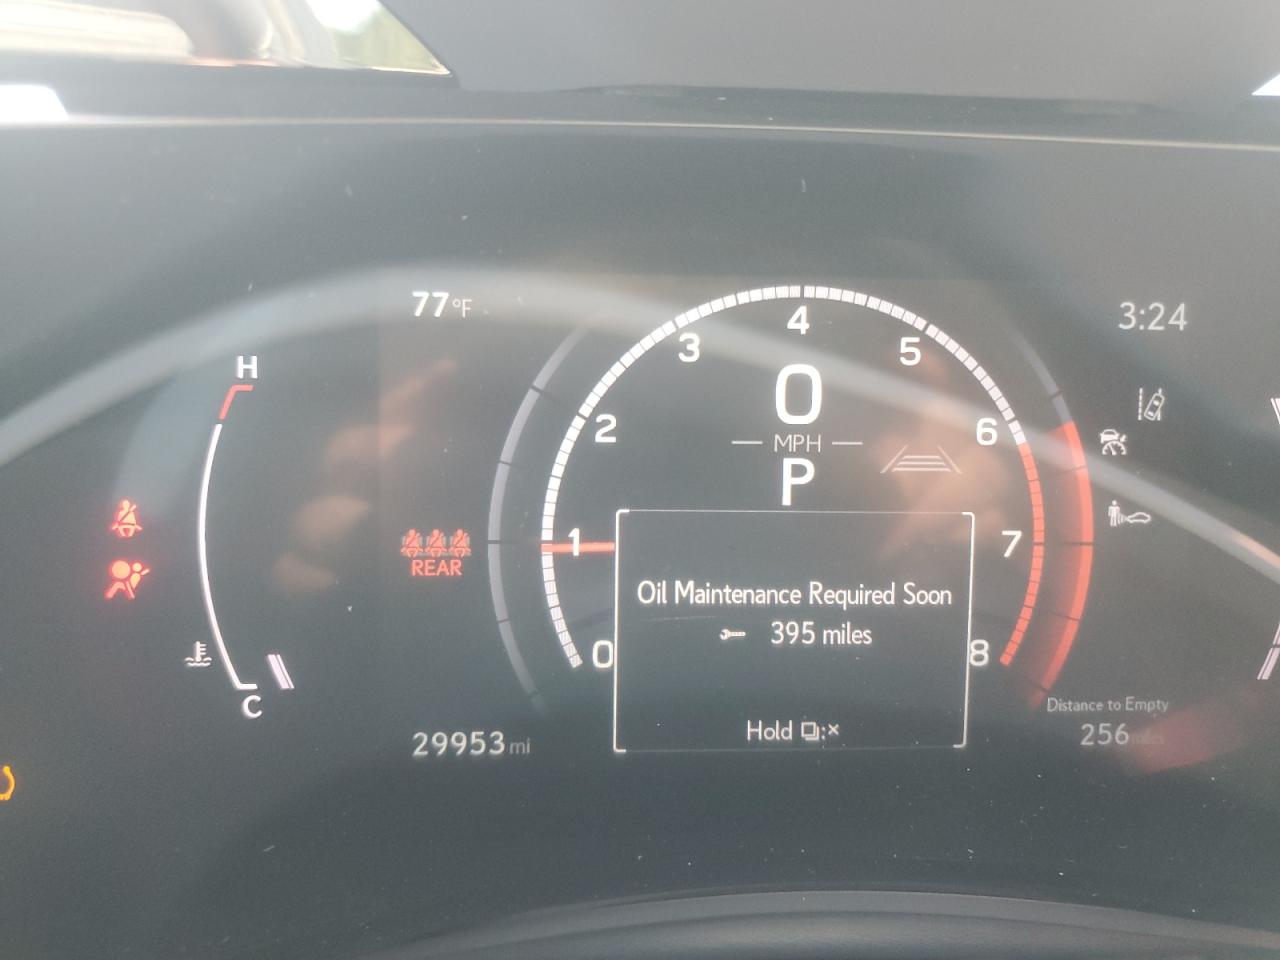 77°F
3:24
H
4
3
5
0
2
6
MPH
P
1
7
REAR
Oil Maintenance Required Soon
395 miles
0
8
C
Distance to Empty
29953 mi
Hold :×
256 miles